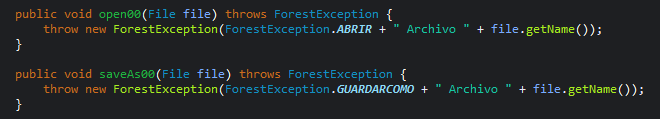 public void open00(File file) throws ForestException {
    throw new ForestException(ForestException.ABRIR + " Archivo " + file.getName());
}
public void saveAs00(File file) throws ForestException {
    throw new ForestException(ForestException.GUARDARCOMO + " Archivo " + file.getName());
}